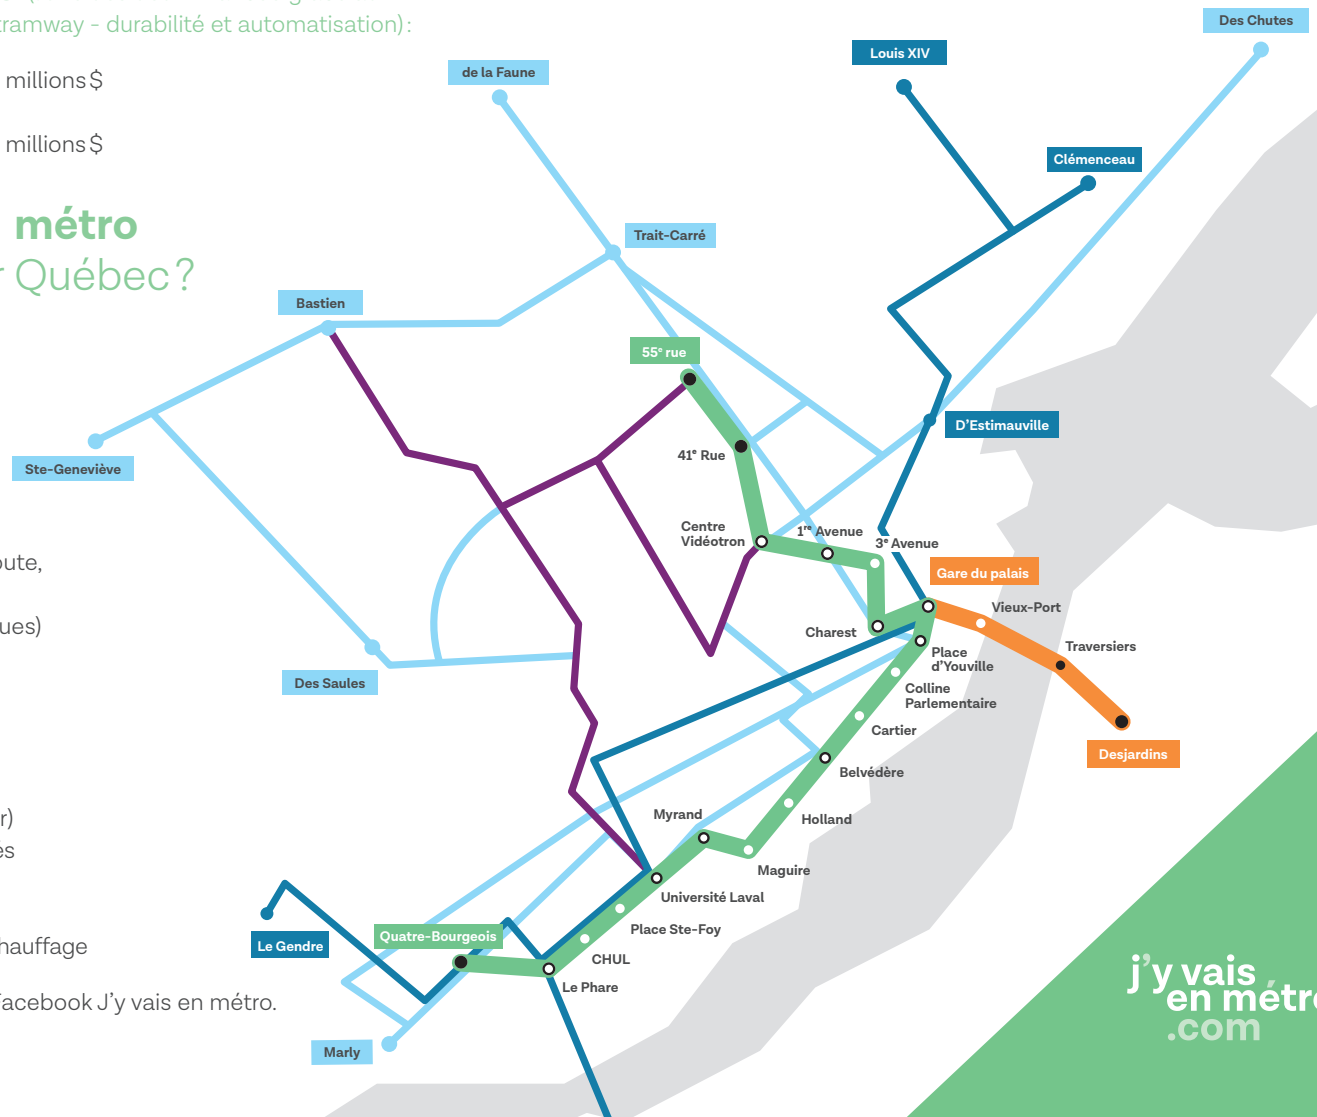 tramway - durabilité et automatisation) :
millions $
millions $
métro
Québec ?
ques)
hauffage
Facebook J'y vais en métro.
Des Chutes
Louis XIV
de la Faune
Clémenceau
Trait-Carré
Bastien
55e rue
D'Estimauville
41e Rue
Ste-Geneviève
Centre
Vidéotron
1re Avenue
3e Avenue
Gare du palais
Vieux-Port
Charest
Traversiers
Place
d'Youville
Des Saules
Colline
Parlementaire
Cartier
Desjardins
Belvédère
Myrand
Holland
Maguire
Université Laval
Place Ste-Foy
Quatre-Bourgeois
Le Gendre
CHUL
Le Phare
Marly
j'y vais
en métro
.com